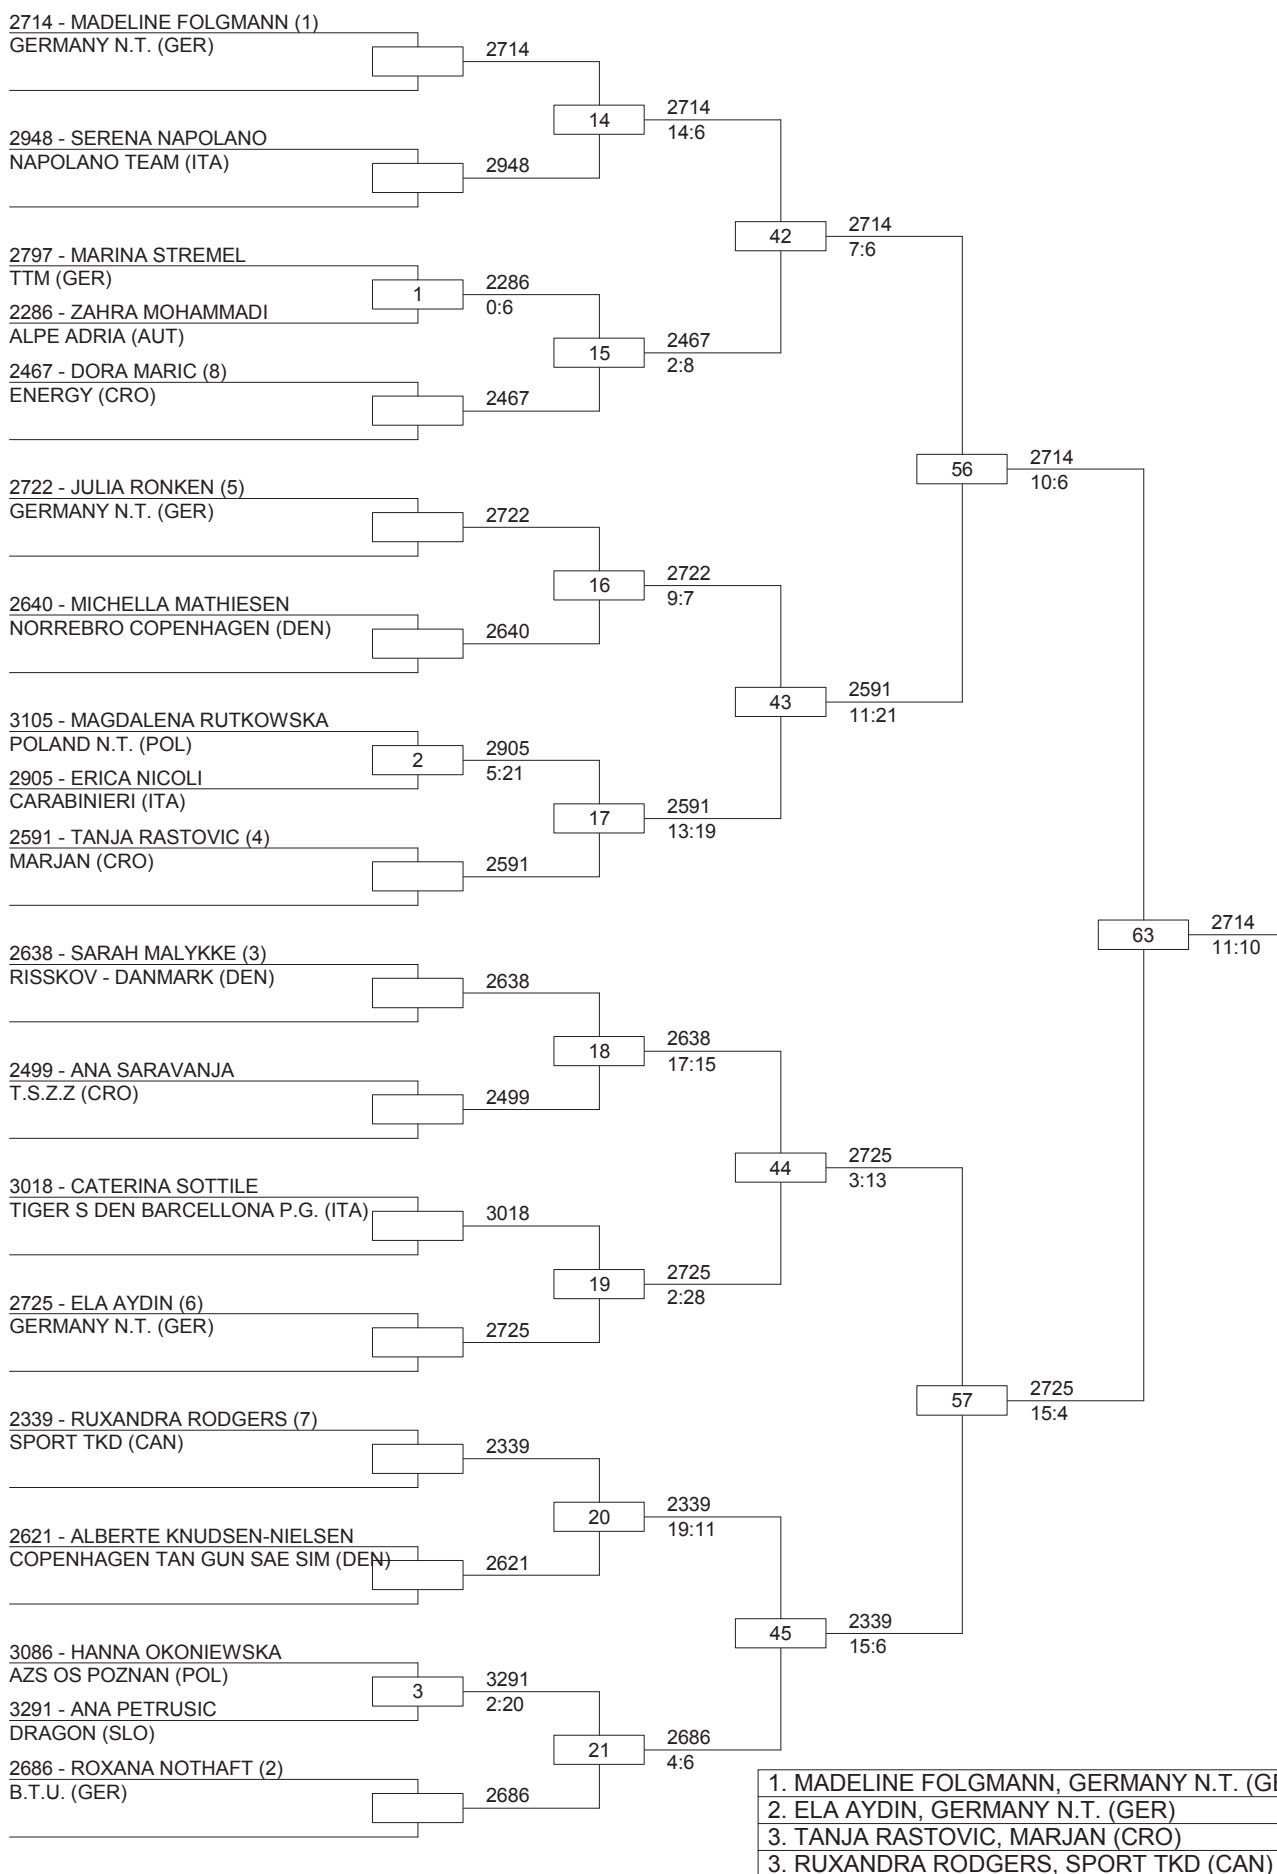 2714 - MADELINE FOLGMANN (1)
GERMANY N.T. (GER)
2714
14
2714
14:6
2948 - SERENA NAPOLANO
NAPOLANO TEAM (ITA)
2948
42
2714
7:6
2797 - MARINA STREMEL
TTM (GER)
1
2286
0:6
2286 - ZAHRA MOHAMMADI
ALPE ADRIA (AUT)
15
2467
2:8
2467 - DORA MARIC (8)
ENERGY (CRO)
2467
56
2714
10:6
2722 - JULIA RONKEN (5)
GERMANY N.T. (GER)
2722
16
2722
9:7
2640 - MICHELLA MATHIESEN
NORREBRO COPENHAGEN (DEN)
2640
43
2591
11:21
3105 - MAGDALENA RUTKOWSKA
POLAND N.T. (POL)
2
2905
5:21
2905 - ERICA NICOLI
CARABINIERI (ITA)
17
2591
13:19
2591 - TANJA RASTOVIC (4)
MARJAN (CRO)
2591
63
2714
11:10
2638 - SARAH MALYKKE (3)
RISSKOV - DANMARK (DEN)
2638
18
2638
17:15
2499 - ANA SARAVANJA
T.S.Z.Z (CRO)
2499
44
2725
3:13
3018 - CATERINA SOTTILE
TIGER S DEN BARCELLONA P.G. (ITA)
3018
19
2725
2:28
2725 - ELA AYDIN (6)
GERMANY N.T. (GER)
2725
57
2725
15:4
2339 - RUXANDRA RODGERS (7)
SPORT TKD (CAN)
2339
20
2339
19:11
2621 - ALBERTE KNUDSEN-NIELSEN
COPENHAGEN TAN GUN SAE SIM (DEN)
2621
45
2339
15:6
3086 - HANNA OKONIEWSKA
AZS OS POZNAN (POL)
3
3291
2:20
3291 - ANA PETRUSIC
DRAGON (SLO)
21
2686
4:6
2686 - ROXANA NOTHAFT (2)
B.T.U. (GER)
2686
1. MADELINE FOLGMANN, GERMANY N.T.
2. ELA AYDIN, GERMANY N.T. (GER)
3. TANJA RASTOVIC, MARJAN (CRO)
3. RUXANDRA RODGERS, SPORT TKD (CAN)